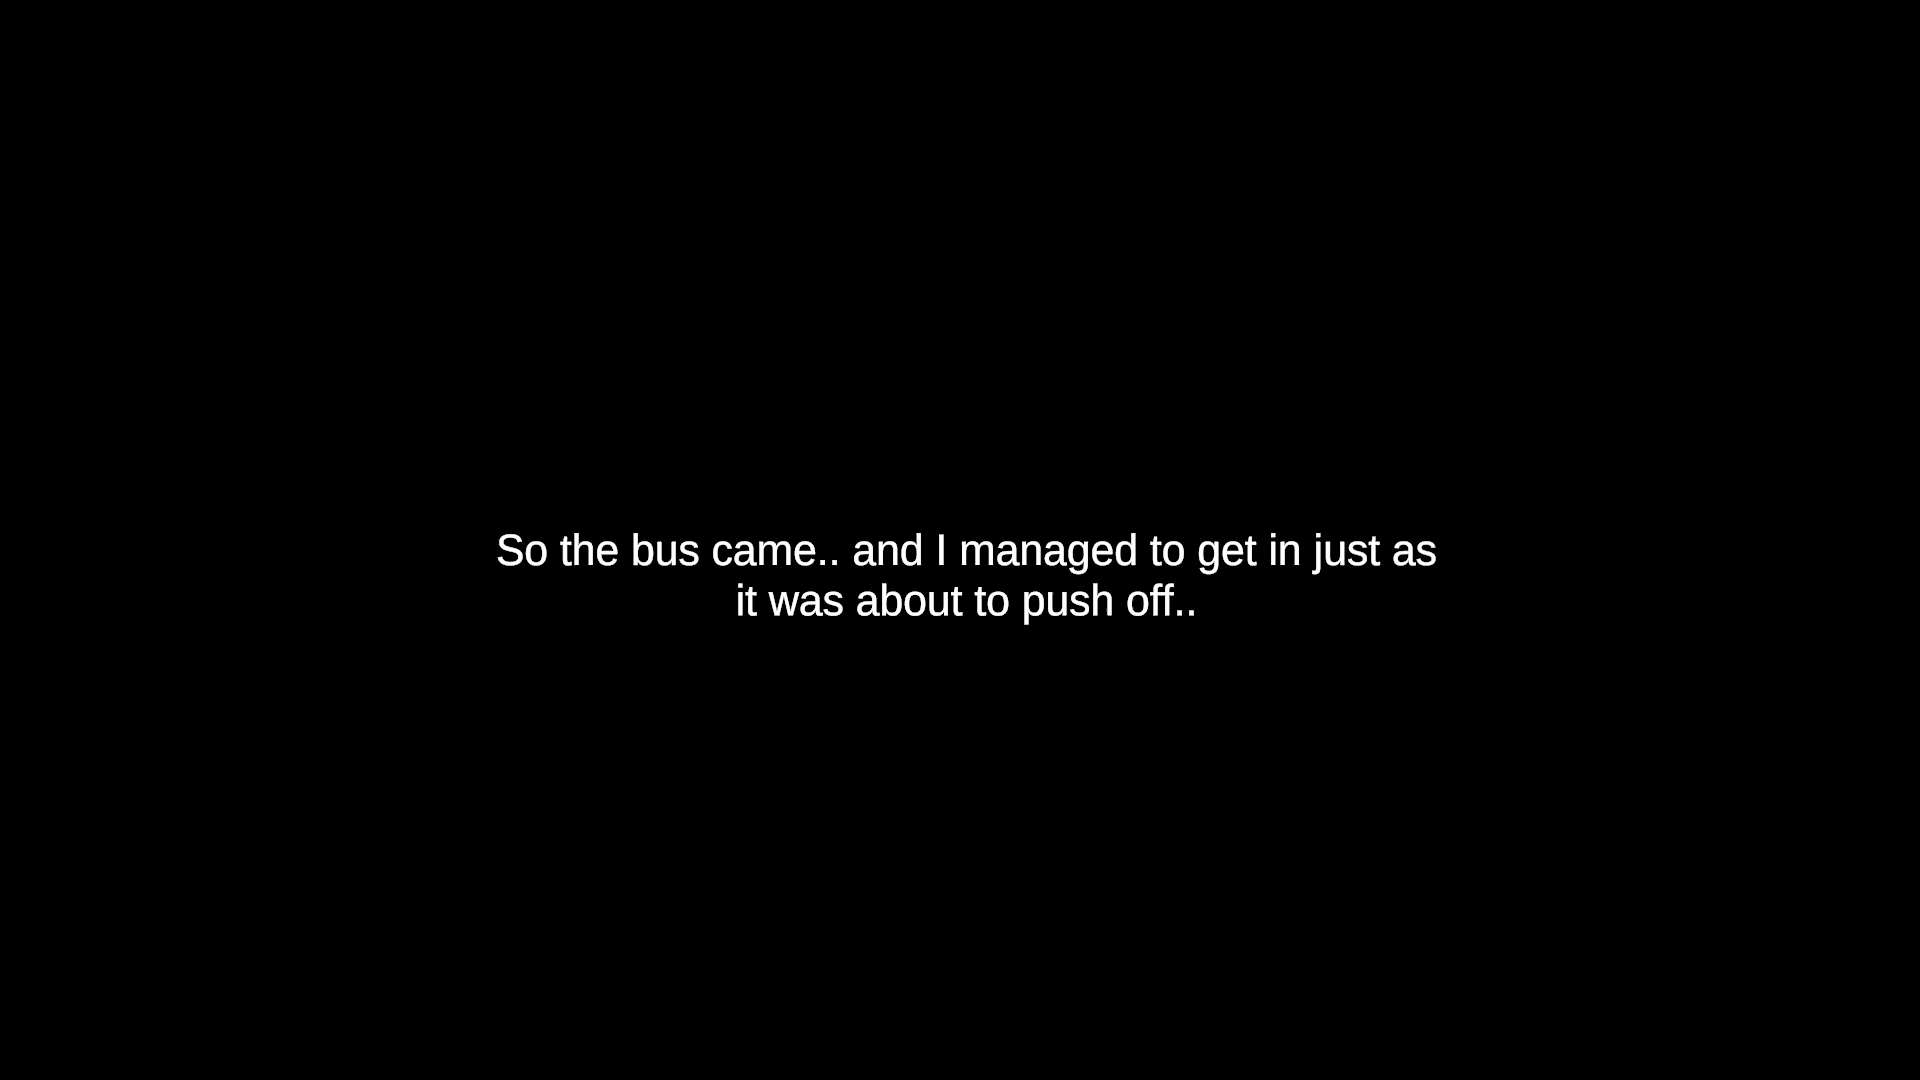 So the bus came.. and I managed to get in just as
it was about to push off..